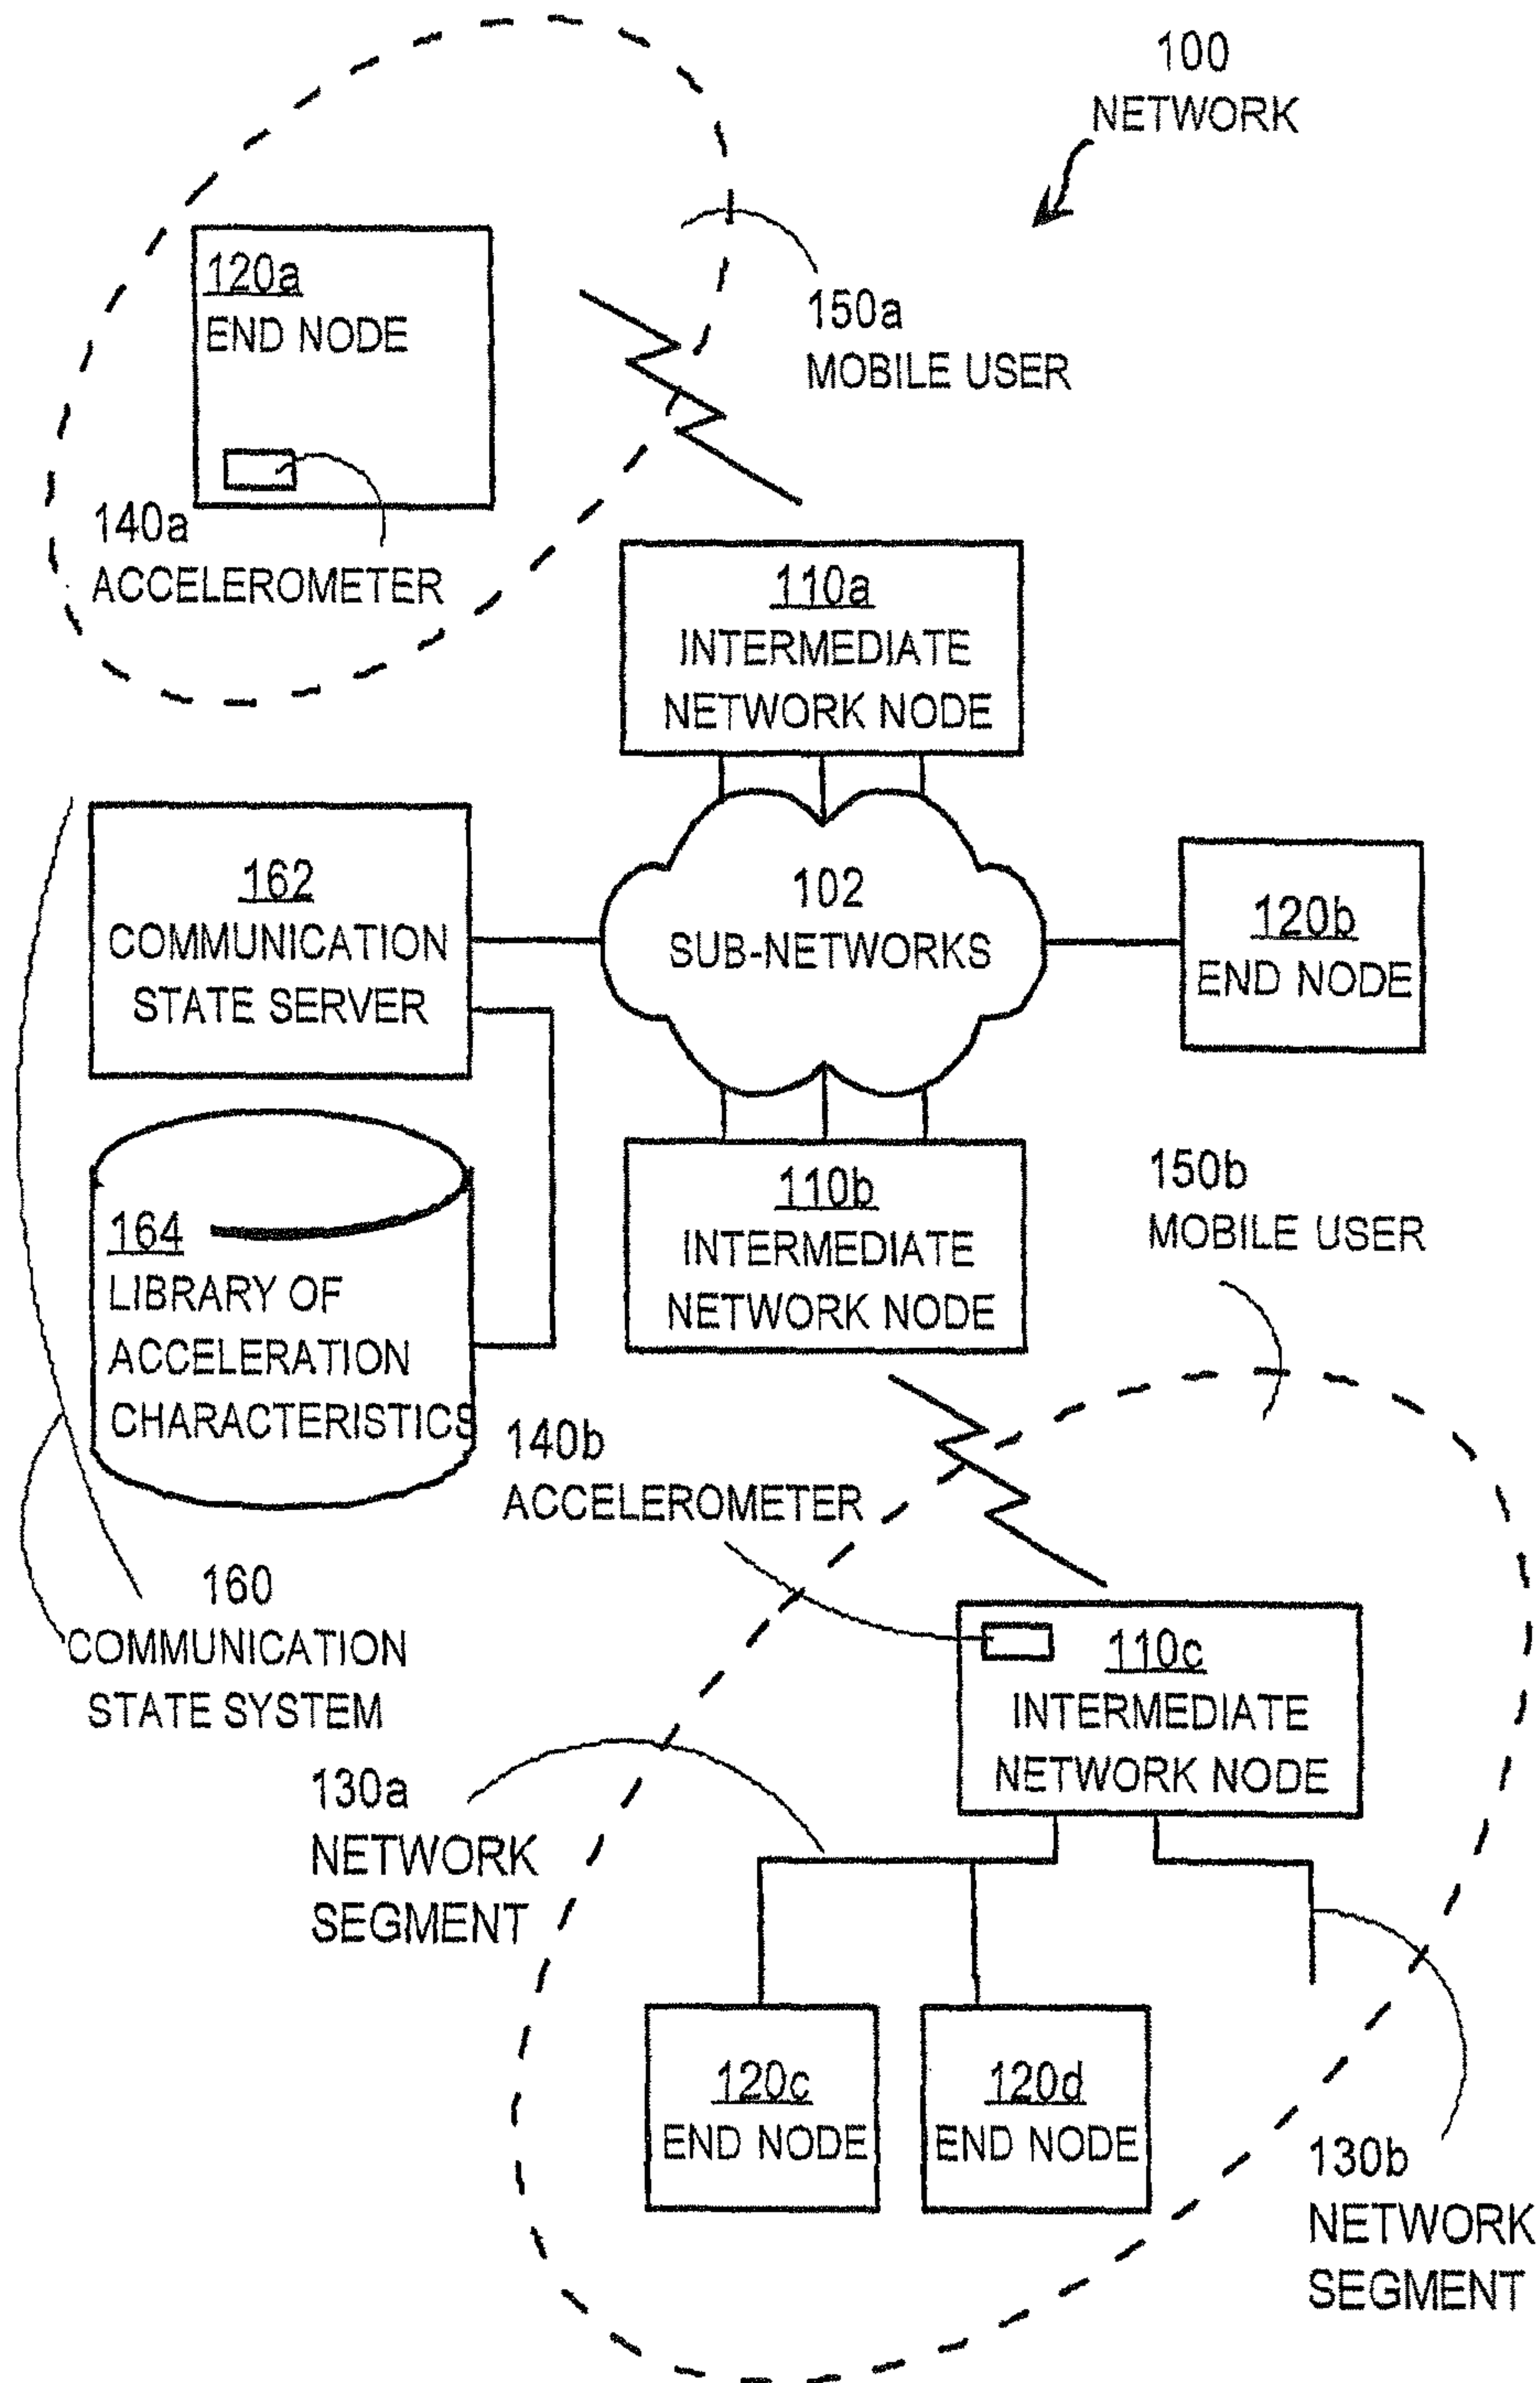 100
NETWORK
120a
END NODE
150a
MOBILE USER
140a
ACCELEROMETER
110a
INTERMEDIATE
NETWORK NODE
162
COMMUNICATION
STATE SERVER
102
SUB-NETWORKS
120b
END NODE
164
LIBRARY OF
ACCELERATION
CHARACTERISTICS
110b
INTERMEDIATE
NETWORK NODE
150b
MOBILE USER
140b
ACCELEROMETER
160
COMMUNICATION
STATE SYSTEM
110c
INTERMEDIATE
NETWORK NODE
130a
NETWORK
SEGMENT
120c
END NODE
120d
END NODE
130b
NETWORK
SEGMENT